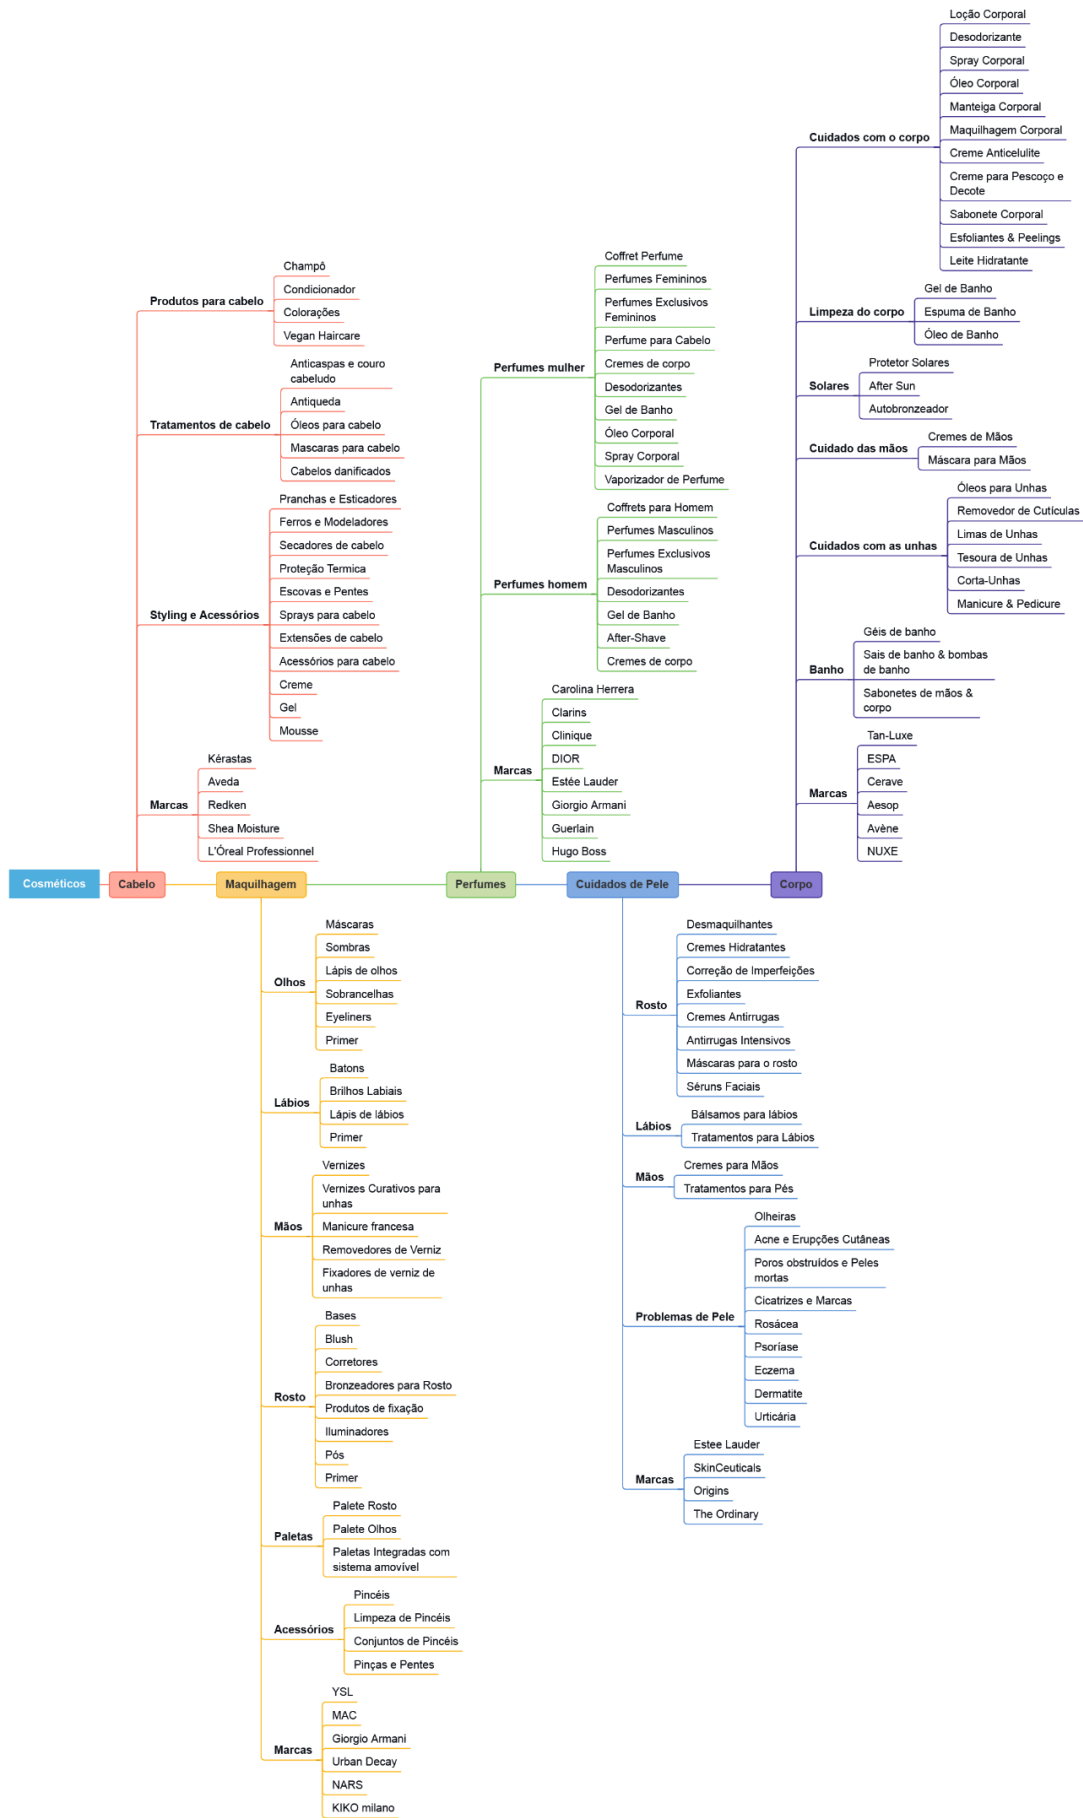 Cosméticos
Cabelo
Produtos para cabelo
Champô
Condicionador
Colorações
Vegan Haircare
Tratamentos de cabelo
Anticaspas e couro
cabeludo
Antiqueda
Óleos para cabelo
Mascaras para cabelo
Cabelos danificados
Styling e Acessórios
Pranchas e Esticadores
Ferros e Modeladores
Secadores de cabelo
Proteção Termica
Escovas e Pentes
Sprays para cabelo
Extensões de cabelo
Acessórios para cabelo
Creme
Gel
Mousse
Marcas
Kérastas
Aveda
Redken
Shea Moisture
L'Óreal Professionnel
Maquilhagem
Olhos
Máscaras
Sombras
Lápis de olhos
Sobrancelhas
Eyeliners
Primer
Lábios
Batons
Brilhos Labiais
Lápis de lábios
Primer
Mãos
Vernizes
Vernizes Curativos para
unhas
Manicure francesa
Removedores de Verniz
Fixadores de verniz de
unhas
Rosto
Bases
Blush
Corretores
Bronzeadores para Rosto
Produtos de fixação
Iluminadores
Pós
Primer
Paletas
Palete Rosto
Palete Olhos
Paletas Integradas com
sistema amovível
Acessórios
Pincéis
Limpeza de Pincéis
Conjuntos de Pincéis
Pinças e Pentes
Marcas
YSL
MAC
Giorgio Armani
Urban Decay
NARS
KIKO milano
Perfumes
Perfumes mulher
Coffret Perfume
Perfumes Femininos
Perfumes Exclusivos
Femininos
Perfume para Cabelo
Cremes de corpo
Desodorizantes
Gel de Banho
Óleo Corporal
Spray Corporal
Vaporizador de Perfume
Perfumes homem
Coffrets para Homem
Perfumes Masculinos
Perfumes Exclusivos
Masculinos
Desodorizantes
Gel de Banho
After-Shave
Cremes de corpo
Marcas
Carolina Herrera
Clarins
Clinique
DIOR
Estée Lauder
Giorgio Armani
Guerlain
Hugo Boss
Cuidados de Pele
Rosto
Desmaquilhantes
Cremes Hidratantes
Correção de Imperfeições
Exfoliantes
Cremes Antirrugas
Antirrugas Intensivos
Máscaras para o rosto
Séruns Faciais
Lábios
Bálsamos para lábios
Tratamentos para Lábios
Mãos
Cremes para Mãos
Tratamentos para Pés
Problemas de Pele
Olheiras
Acne e Erupções Cutâneas
Poros obstruídos e Peles
mortas
Cicatrizes e Marcas
Rosácea
Psoríase
Eczema
Dermatite
Urticária
Marcas
Estee Lauder
SkinCeuticals
Origins
The Ordinary
Corpo
Cuidados com o corpo
Loção Corporal
Desodorizante
Spray Corporal
Óleo Corporal
Manteiga Corporal
Maquilhagem Corporal
Creme Anticelulite
Creme para Pescoço e
Decote
Sabonete Corporal
Esfoliantes & Peelings
Leite Hidratante
Limpeza do corpo
Gel de Banho
Espuma de Banho
Óleo de Banho
Solares
Protetor Solares
After Sun
Autobronzeador
Cuidado das mãos
Cremes de Mãos
Máscara para Mãos
Cuidados com as unhas
Óleos para Unhas
Removedor de Cutículas
Limas de Unhas
Tesoura de Unhas
Corta-Unhas
Manicure & Pedicure
Banho
Géis de banho
Sais de banho & bombas
de banho
Sabonetes de mãos &
corpo
Marcas
Tan-Luxe
ESPA
Cerave
Aesop
Avène
NUXE